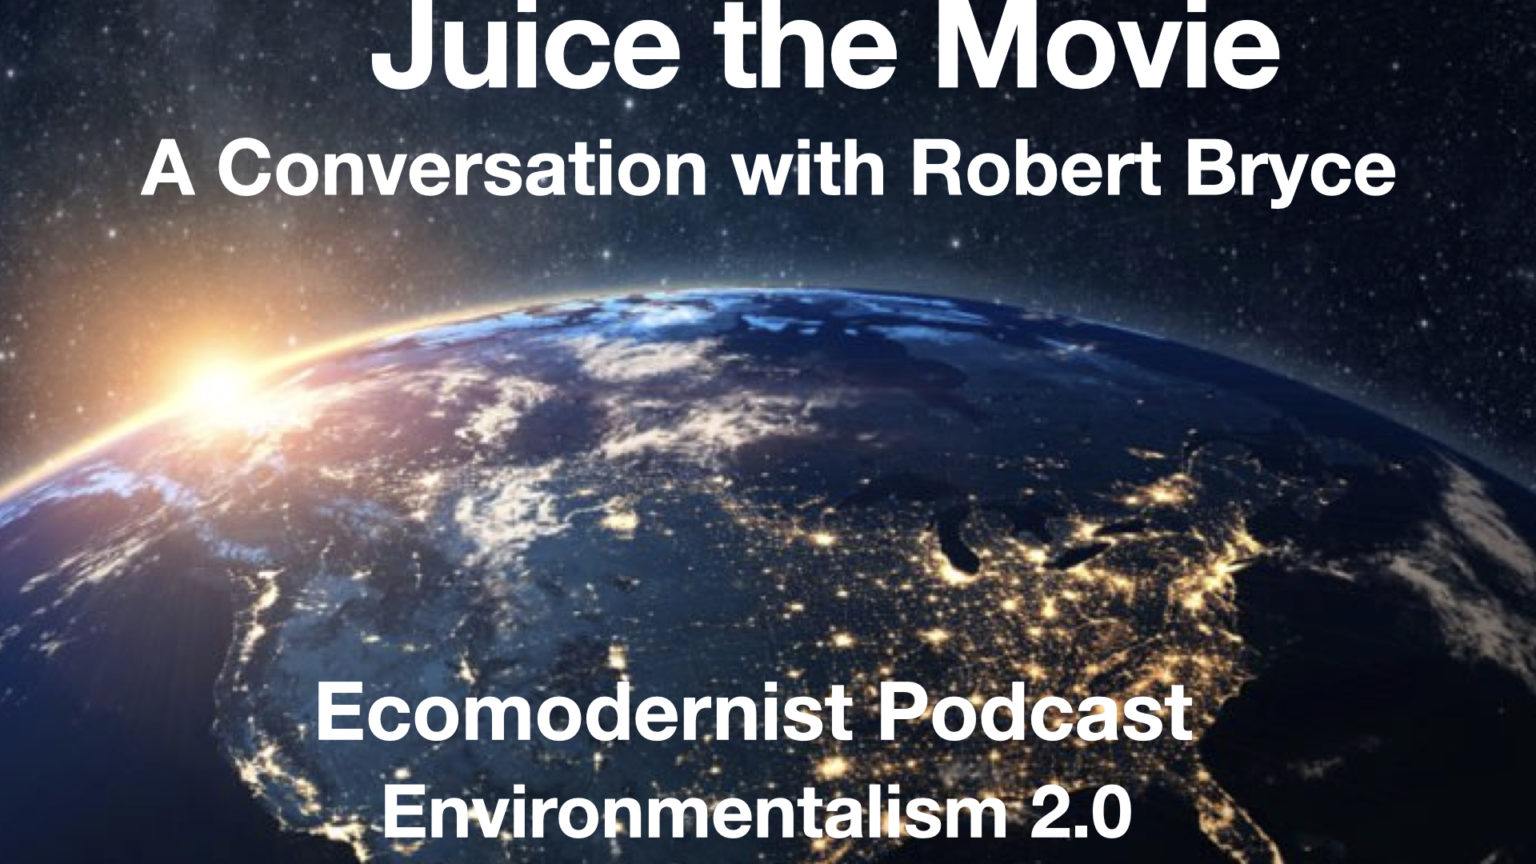 Juice the Movie
A Conversation with Robert Bryce
Ecomodernist Podcast
Environmentalism 2.0